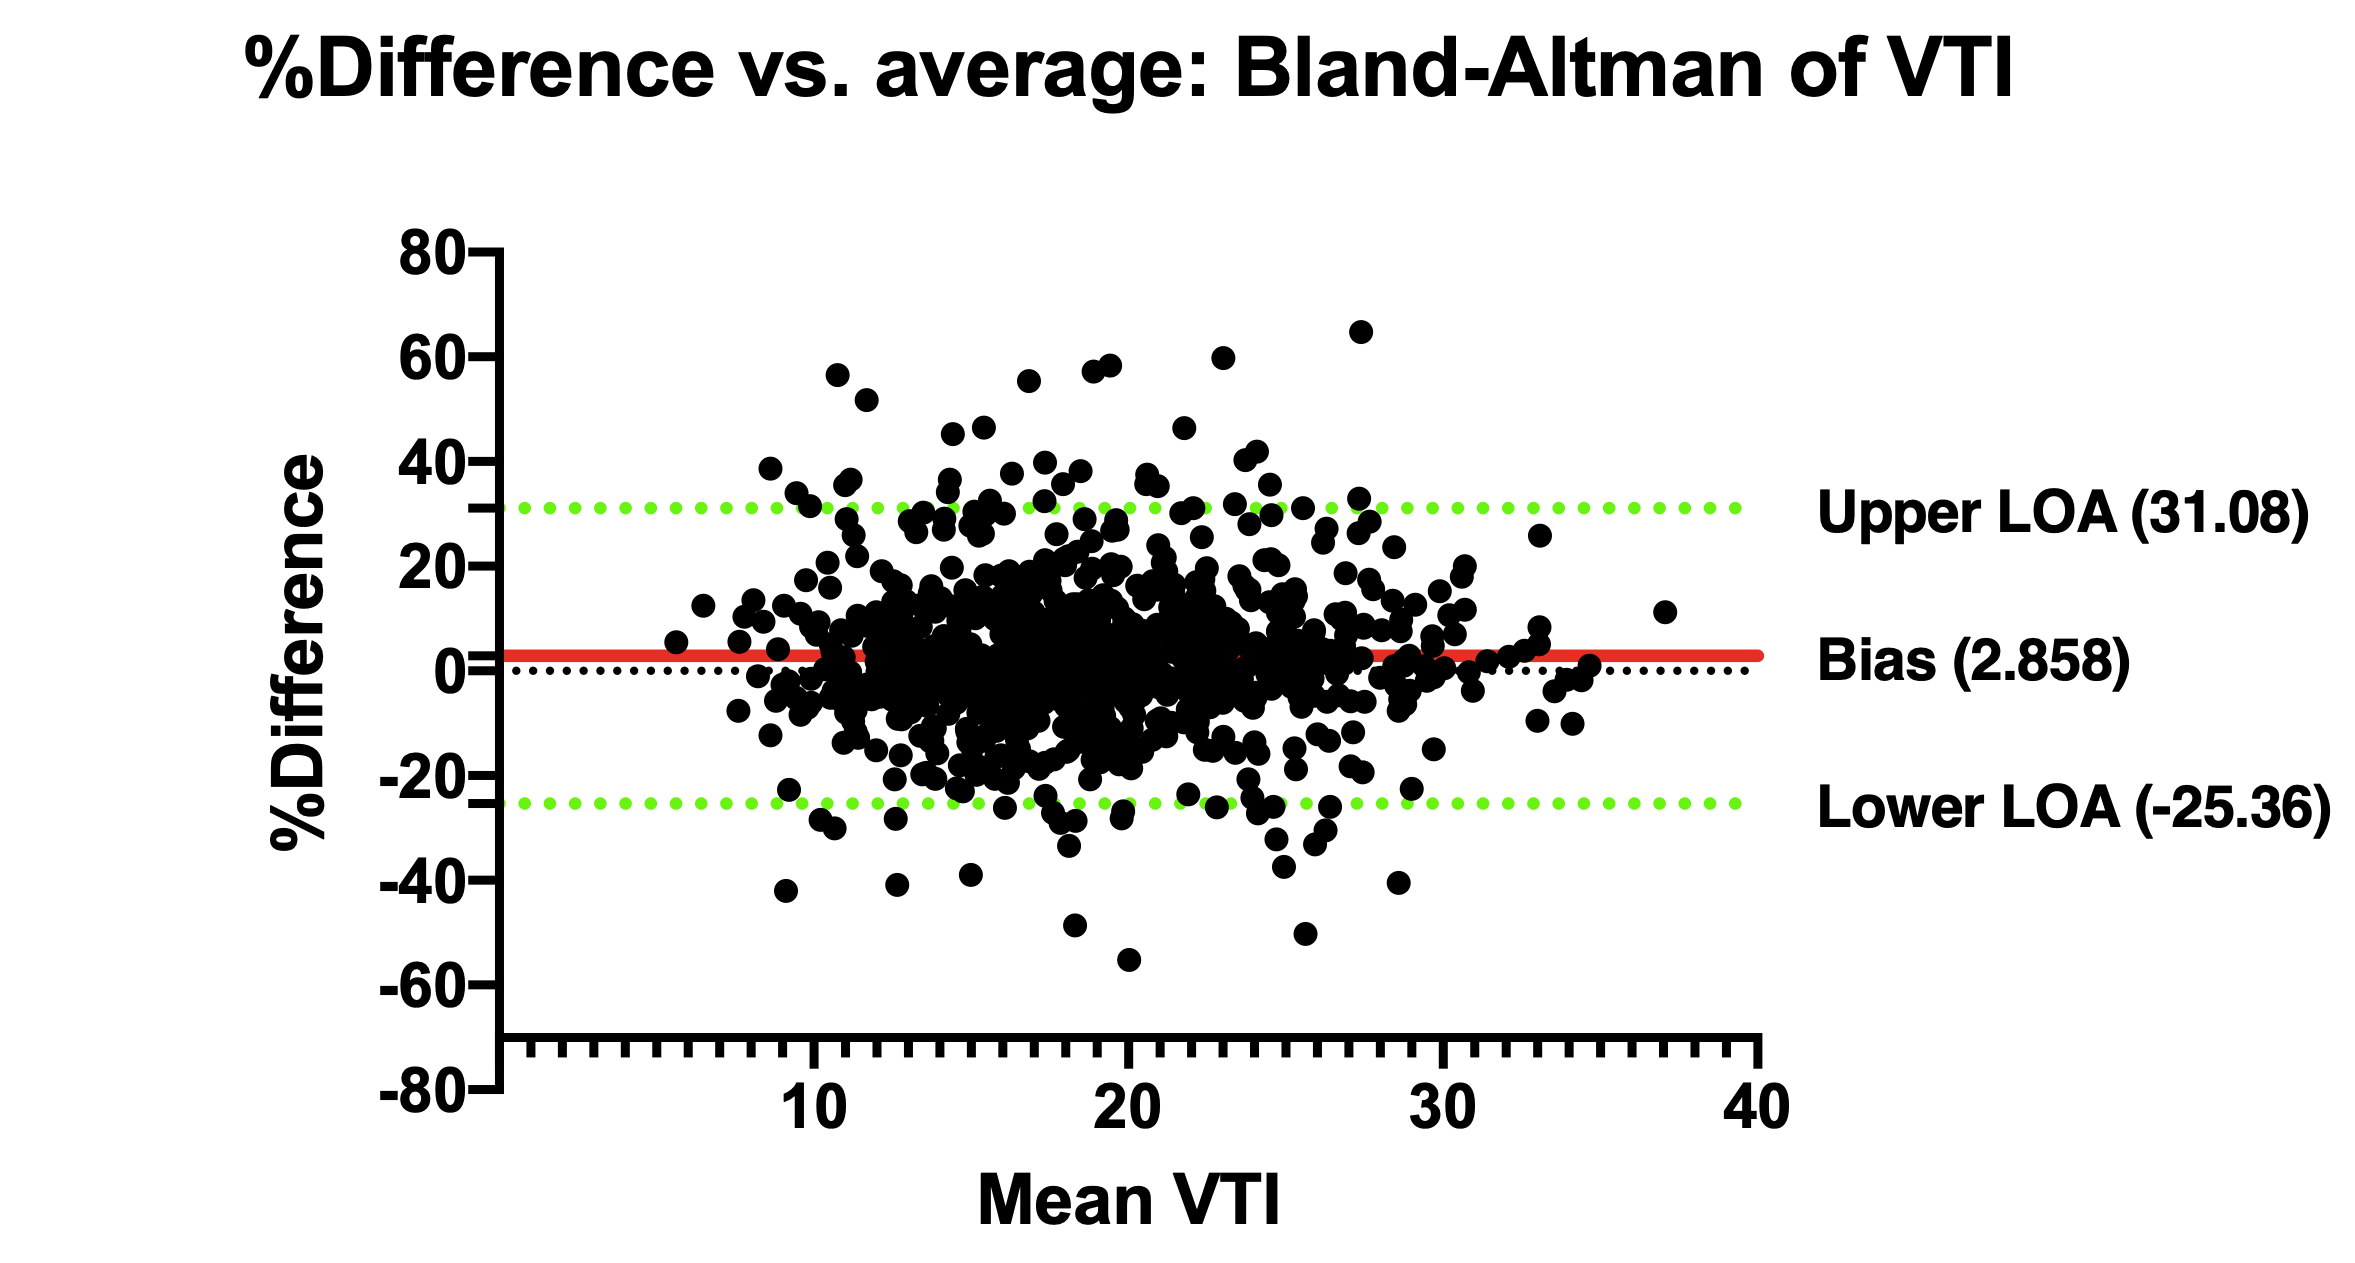 %Difference vs. average: Bland-Altman of VTI
80
60
40
20
0
-20
-40
-60
-80
%Difference
Upper LOA (31.08)
Bias (2.858)
Lower LOA (-25.36)
10 20 30 40
Mean VTI